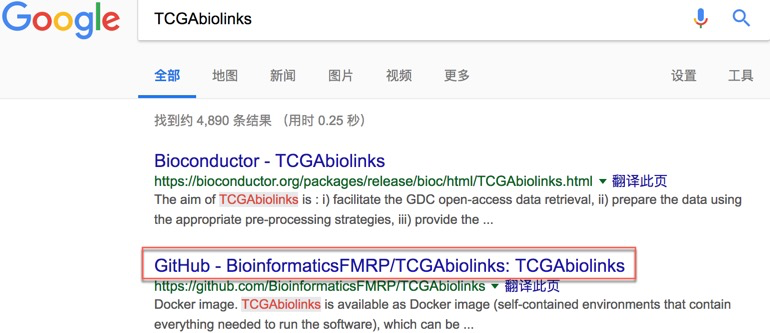 Google
TCGAbiolinks
全部 地图 新闻 图片 视频 更多 设置 工具
找到约 4,890 条结果 （用时 0.25 秒）
Bioconductor - TCGAbiolinks
https://bioconductor.org/packages/release/bioc/html/TCGAbiolinks.html 翻译此页
The aim of TCGAbiolinks is : i) facilitate the GDC open-access data retrieval, ii) prepare the data using
the appropriate pre-processing strategies, iii) provide the ...
GitHub - BioinformaticsFMRP/TCGAbiolinks: TCGAbiolinks
https://github.com/BioinformaticsFMRP/TCGAbiolinks 翻译此页
Docker image. TCGAbiolinks is available as Docker image (self-contained environments that contain
everything needed to run the software), which can be ...